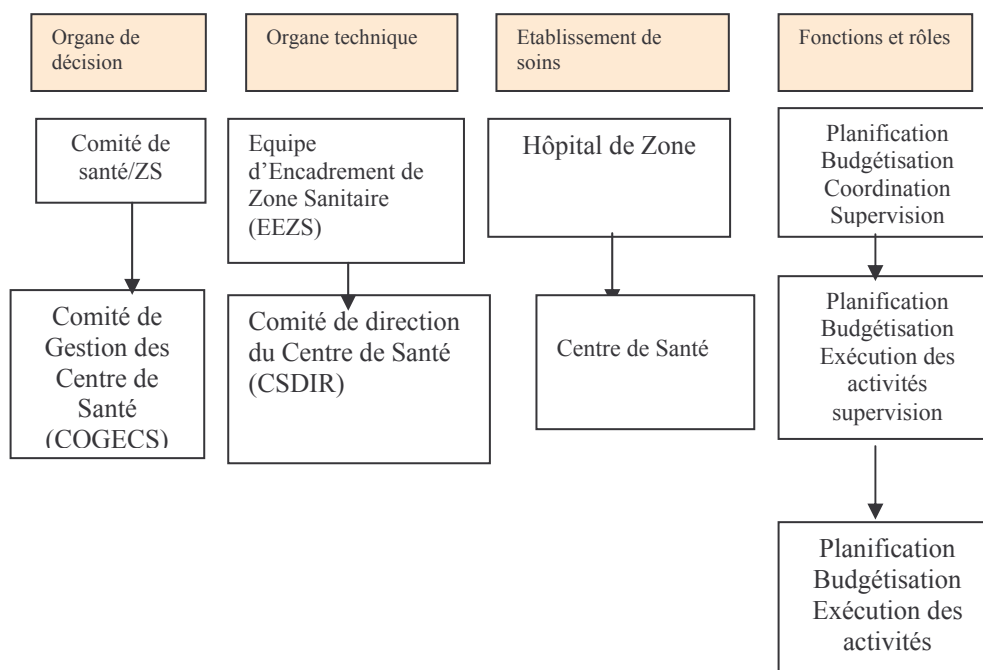 Organe de
décision
Organe technique
Etablissement de
soins
Fonctions et rôles
Comité de
santé/ZS
Equipe
d’Encadrement de
Zone Sanitaire
(EEZS)
Hôpital de Zone
Planification
Budgétisation
Coordination
Supervision
Comité de
Gestion des
Centre de
Santé
(COGECS)
Comité de direction
du Centre de Santé
(CSDIR)
Centre de Santé
Planification
Budgétisation
Exécution des
activités
supervision
Planification
Budgétisation
Exécution des
activités